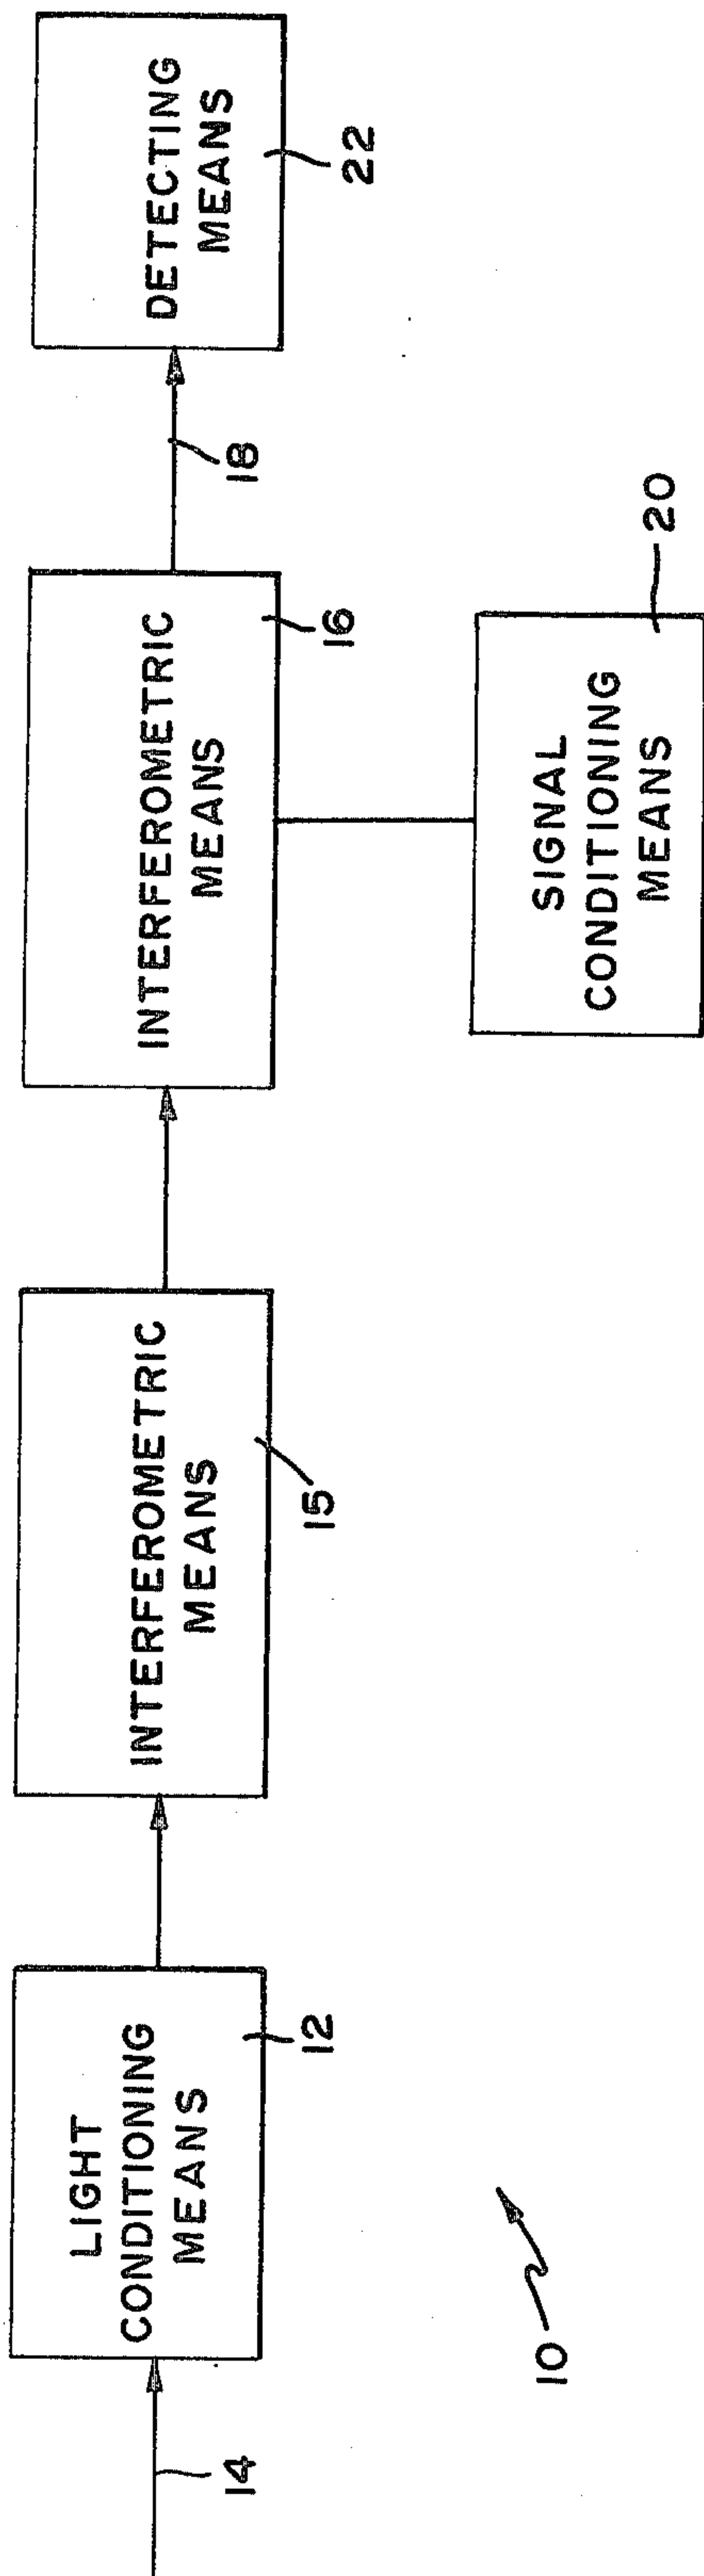 14
LIGHT
CONDITIONING
MEANS
12
INTERFEROMETRIC
MEANS
15
INTERFEROMETRIC
MEANS
16
18
DETECTING
MEANS
22
SIGNAL
CONDITIONING
MEANS
20
10